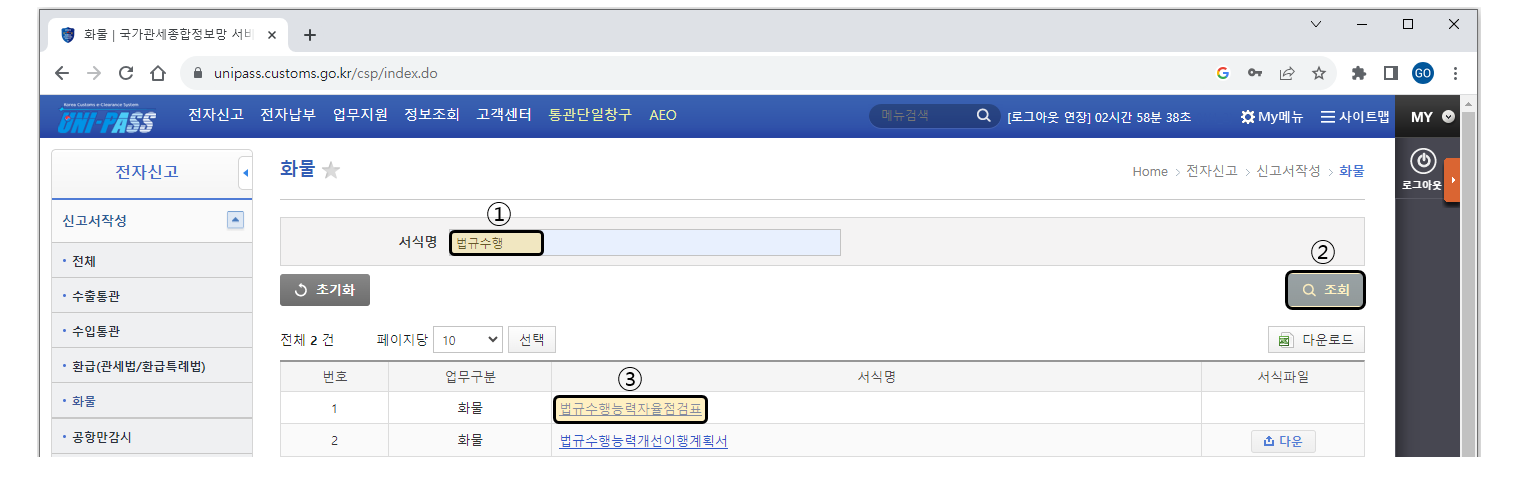 화물 | 국가관세종합정보망 서비
unipass.customs.go.kr/csp/index.do
GO
Korea Customs e-Clearance System
UNI-PASS
전자신고 전자납부 업무지원 정보조회 고객센터 통관단일창구 AEO
메뉴검색
[로그아웃 연장] 02시간 58분 38초
My메뉴
사이트맵
MY
로그아웃
전자신고
신고서작성
전체
수출통관
수입통관
환급(관세법/환급특례법)
화물
공항만감시
화물
Home > 전자신고 > 신고서작성 > 화물
①
서식명 법규수행
②
초기화
조회
전체 2 건 페이지당 10 선택
다운로드
번호 업무구분 서식명 서식파일
③
1 화물 법규수행능력자율점검표
2 화물 법규수행능력개선이행계획서 다운